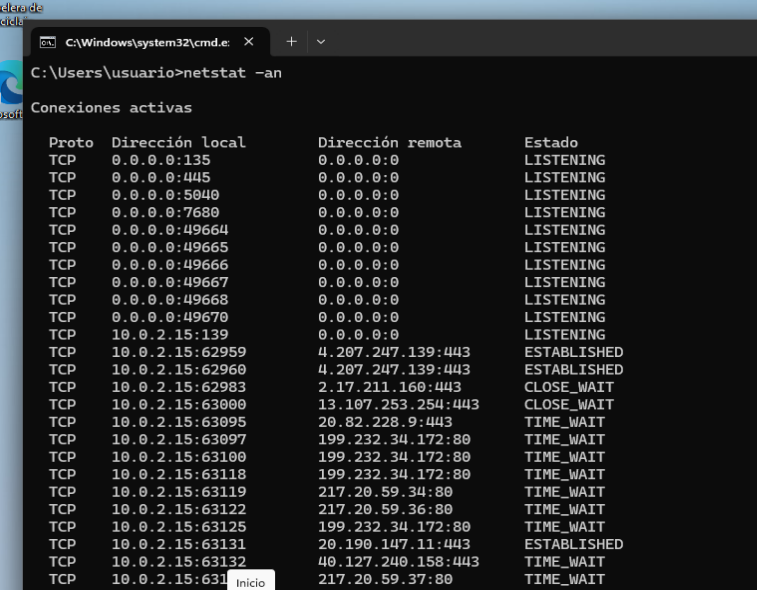 elera de
cicla
osoft
C:\Windows\system32\cmd.e:
C:\Users\usuario>netstat -an
Conexiones activas
Proto Dirección local Dirección remota Estado
TCP 0.0.0.0:135 0.0.0.0:0 LISTENING
TCP 0.0.0.0:445 0.0.0.0:0 LISTENING
TCP 0.0.0.0:5040 0.0.0.0:0 LISTENING
TCP 0.0.0.0:7680 0.0.0.0:0 LISTENING
TCP 0.0.0.0:49664 0.0.0.0:0 LISTENING
TCP 0.0.0.0:49665 0.0.0.0:0 LISTENING
TCP 0.0.0.0:49666 0.0.0.0:0 LISTENING
TCP 0.0.0.0:49667 0.0.0.0:0 LISTENING
TCP 0.0.0.0:49668 0.0.0.0:0 LISTENING
TCP 0.0.0.0:49670 0.0.0.0:0 LISTENING
TCP 10.0.2.15:139 0.0.0.0:0 LISTENING
TCP 10.0.2.15:62959 4.207.247.139:443 ESTABLISHED
TCP 10.0.2.15:62960 4.207.247.139:443 ESTABLISHED
TCP 10.0.2.15:62983 2.17.211.160:443 CLOSE_WAIT
TCP 10.0.2.15:63000 13.107.253.254:443 CLOSE_WAIT
TCP 10.0.2.15:63095 20.82.228.9:443 TIME_WAIT
TCP 10.0.2.15:63097 199.232.34.172:80 TIME_WAIT
TCP 10.0.2.15:63100 199.232.34.172:80 TIME_WAIT
TCP 10.0.2.15:63118 199.232.34.172:80 TIME_WAIT
TCP 10.0.2.15:63119 217.20.59.34:80 TIME_WAIT
TCP 10.0.2.15:63122 217.20.59.36:80 TIME_WAIT
TCP 10.0.2.15:63125 199.232.34.172:80 TIME_WAIT
TCP 10.0.2.15:63131 20.190.147.11:443 ESTABLISHED
TCP 10.0.2.15:63132 40.127.240.158:443 TIME_WAIT
TCP 10.0.2.15:631 217.20.59.37:80 TIME_WAIT
Inicio